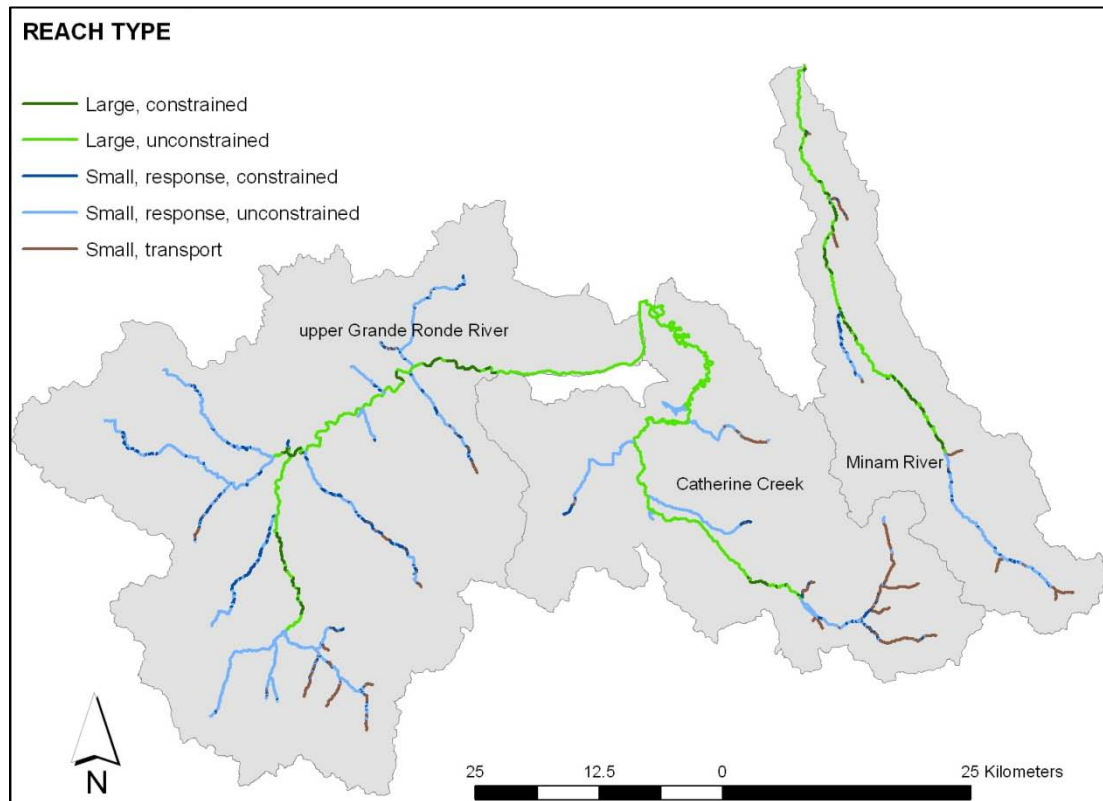 REACH TYPE
Large, constrained
Large, unconstrained
Small, response, constrained
Small, response, unconstrained
Small, transport
upper Grande Ronde River
Minam River
Catherine Creek
N
25 12.5 0 25 Kilometers